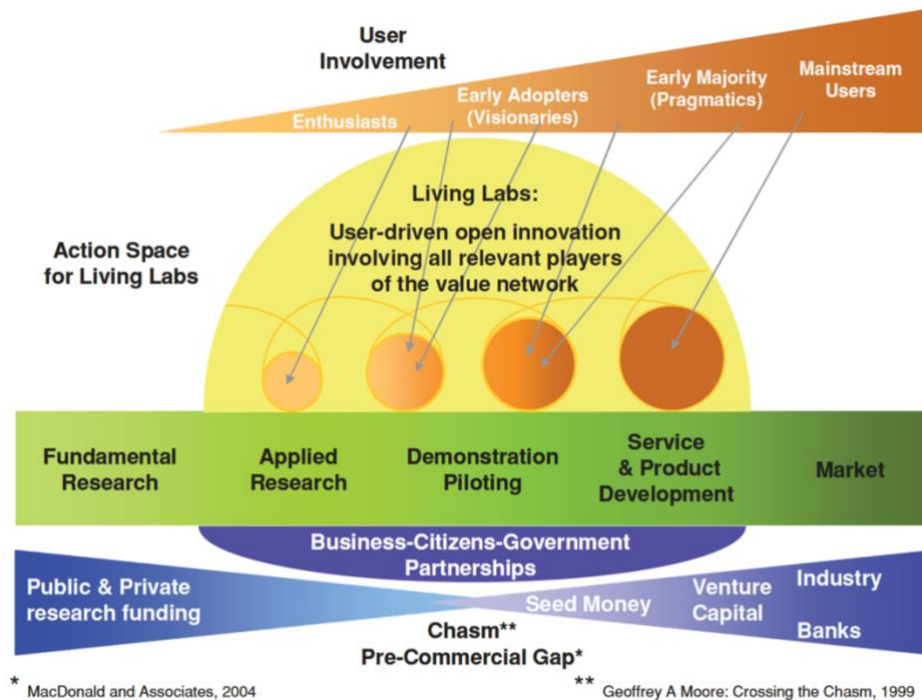 User
Involvement
Enthusiasts
Early Adopters
(Visionaries)
Early Majority
(Pragmatics)
Mainstream
Users
Action Space
for Living Labs
Living Labs:
User-driven open innovation
involving all relevant players
of the value network
Fundamental
Research
Applied
Research
Demonstration
Piloting
Service
& Product
Development
Market
Business-Citizens-Government
Partnerships
Public & Private
research funding
Seed Money
Venture
Capital
Industry
Banks
Chasm**
Pre-Commercial Gap*
* MacDonald and Associates, 2004
** Geoffrey A Moore: Crossing the Chasm, 1999